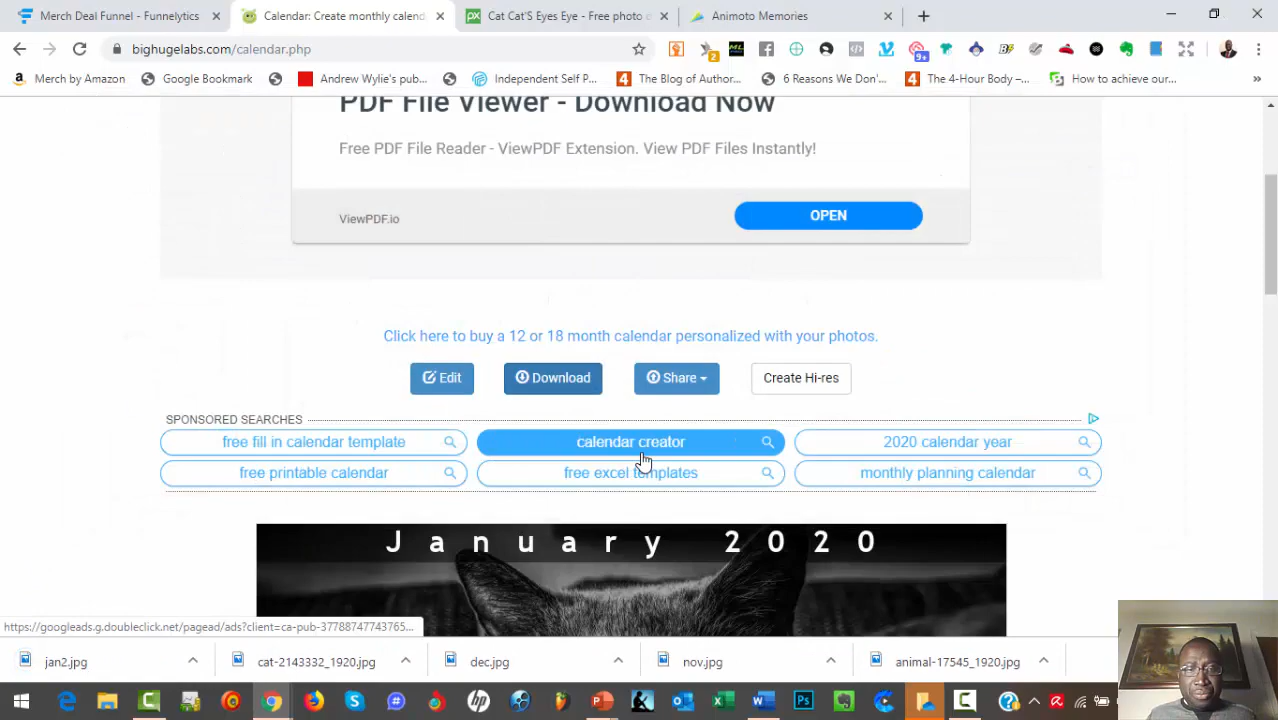 Merch Deal Funnel - Funnelytics
Calendar: Create monthly calend
Cat Cat'S Eyes Eye - Free photo
Animoto Memories
bighugelabs.com/calendar.php
2
9+
Merch by Amazon
Google Bookmark
Andrew Wylie's pub...
Independent Self P...
The Blog of Author...
6 Reasons We Don'...
The 4-Hour Body –...
How to achieve our...
PDF File Viewer - Download Now
Free PDF File Reader - ViewPDF Extension. View PDF Files Instantly!
ViewPDF.io
OPEN
Click here to buy a 12 or 18 month calendar personalized with your photos.
Edit
Download
Share
Create Hi-res
SPONSORED SEARCHES
free fill in calendar template
calendar creator
2020 calendar year
free printable calendar
free excel templates
monthly planning calendar
January 2020
https://googleads.g.doubleclick.net/pagead/ads?client=ca-pub-37788747743765...
jan2.jpg
cat-2143332_1920.jpg
dec.jpg
nov.jpg
animal-17545_1920.jpg